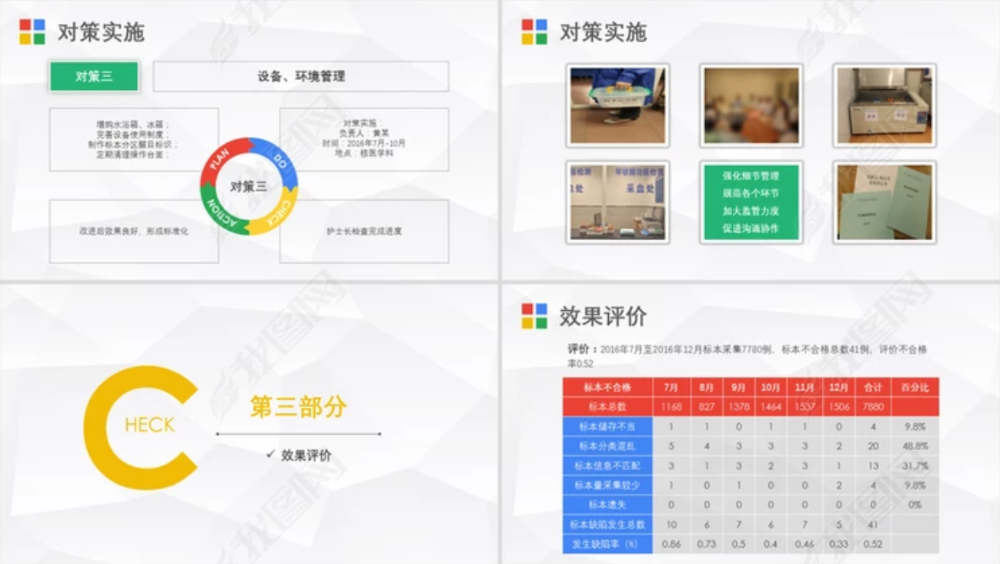 对策实施
对策三
设备、环境管理
增购水浴箱、冰箱；
完善设备使用制度；
制作标本分区醒目标识；
定期清理操作台面；
对策实施：
负责人：黄某
时间：2016年7月-10月
地点：核医学科
PLAN
DO
CHECK
ACTION
对策三
改进后效果良好，形成标准化
护士长检查完成进度
对策实施
采血处
强化细节管理
规范各个环节
加大监管力度
促进沟通协作
CHECK
第三部分
✓ 效果评价
效果评价
评价：2016年7月至2016年12月标本采集7780例，标本不合格总数41例，评价不合格
率0.52
标本不合格 7月 8月 9月 10月 11月 12月 合计 百分比
标本总数 1168 827 1378 1464 1537 1506 7880
标本储存不当 1 1 0 1 1 0 4 9.8%
标本分类混乱 5 4 3 3 3 2 20 48.8%
标本信息不匹配 3 1 3 2 3 1 13 31.7%
标本量采集较少 1 0 1 0 0 2 4 9.8%
标本遗失 0 0 0 0 0 0 0 0%
标本缺陷发生总数 10 6 7 6 7 5 41
发生缺陷率（%） 0.86 0.73 0.5 0.4 0.46 0.33 0.52
我图网